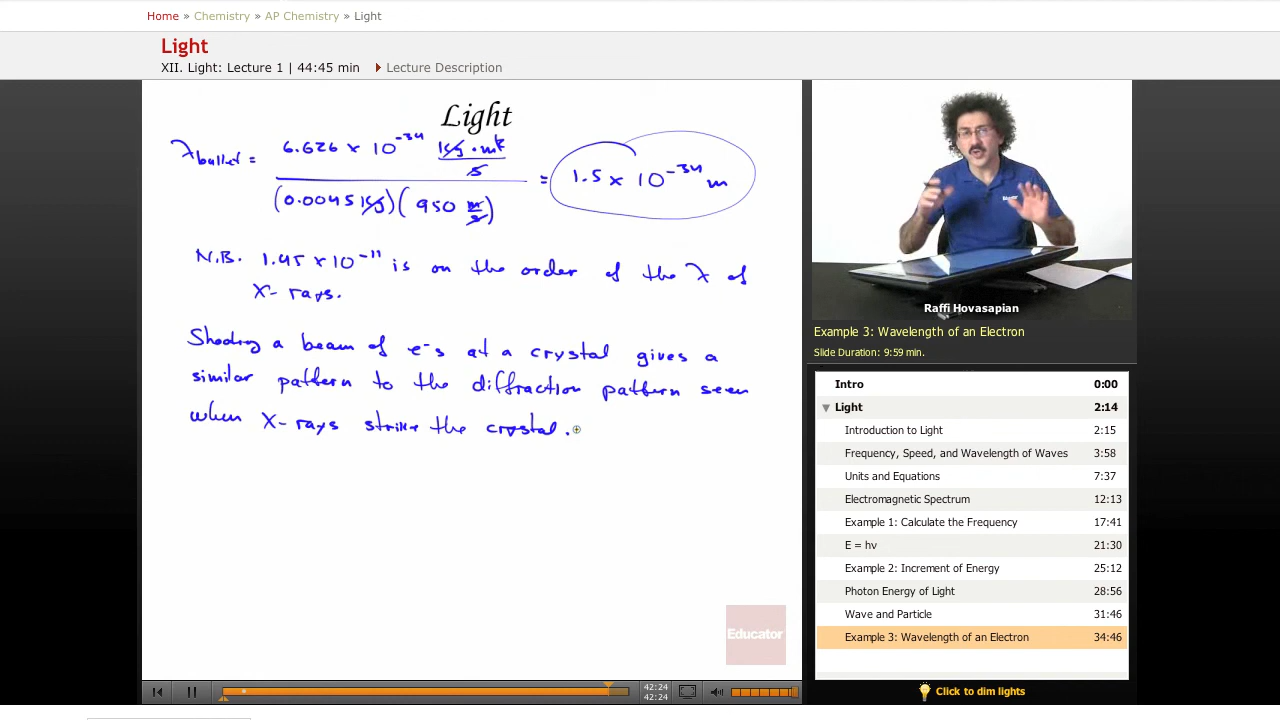 Home » Chemistry » AP Chemistry » Light
Light
XII. Light: Lecture 1 | 44:45 min Lecture Description
Light
λbullet = 6.626 x 10⁻³⁴ kg·m²/s
(0.0045 kg)(950 m/s)
= 1.5 x 10⁻³⁴ m
N.B. 1.45 x 10⁻¹¹ is on the order of the λ of
X-rays.
Shooting a beam of e⁻s at a crystal gives a
similar pattern to the diffraction pattern seen
when X-rays strike the crystal.
Educator
42:24
42:24
Educator
Raffi Hovasapian
Example 3: Wavelength of an Electron
Slide Duration: 9:59 min.
Intro 0:00
Light 2:14
Introduction to Light 2:15
Frequency, Speed, and Wavelength of Waves 3:58
Units and Equations 7:37
Electromagnetic Spectrum 12:13
Example 1: Calculate the Frequency 17:41
E = hν 21:30
Example 2: Increment of Energy 25:12
Photon Energy of Light 28:56
Wave and Particle 31:46
Example 3: Wavelength of an Electron 34:46
Click to dim lights